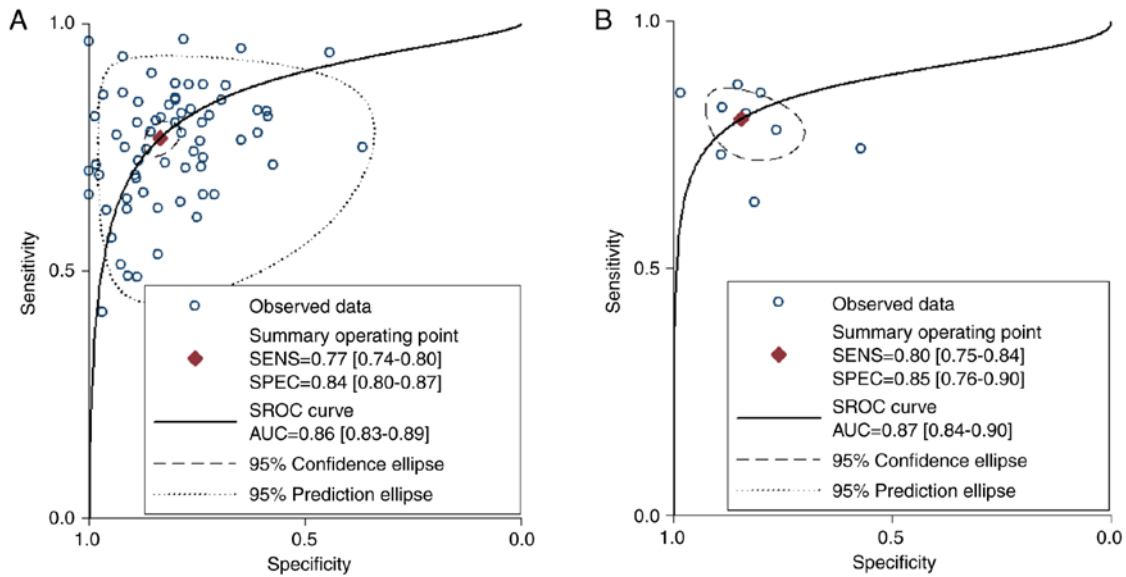 A
1.0
Sensitivity
0.5
0.0
Observed data
Summary operating point
SENS=0.77 [0.74-0.80]
SPEC=0.84 [0.80-0.87]
SROC curve
AUC=0.86 [0.83-0.89]
95% Confidence ellipse
95% Prediction ellipse
1.0
0.5
0.0
Specificity
B
1.0
Sensitivity
0.5
0.0
Observed data
Summary operating point
SENS=0.80 [0.75-0.84]
SPEC=0.85 [0.76-0.90]
SROC curve
AUC=0.87 [0.84-0.90]
95% Confidence ellipse
95% Prediction ellipse
1.0
0.5
0.0
Specificity